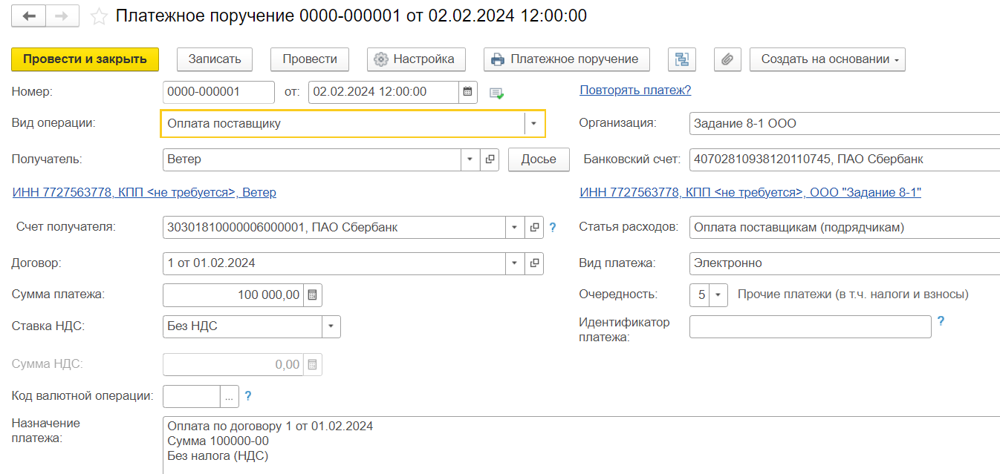 Платежное поручение 0000-000001 от 02.02.2024 12:00:00
Провести и закрыть Записать Провести Настройка Платежное поручение Создать на основании
Номер: 0000-000001 от: 02.02.2024 12:00:00 Повторять платеж?
Вид операции: Оплата поставщику Организация: Задание 8-1 ООО
Получатель: Ветер Досье Банковский счет: 40702810938120110745, ПАО Сбербанк
ИНН 7727563778, КПП <не требуется>, Ветер ИНН 7727563778, КПП <не требуется>, ООО "Задание 8-1"
Счет получателя: 30301810000006000001, ПАО Сбербанк ? Статья расходов: Оплата поставщикам (подрядчикам)
Договор: 1 от 01.02.2024 Вид платежа: Электронно
Сумма платежа: 100 000,00 Очередность: 5 Прочие платежи (в т.ч. налоги и взносы)
Ставка НДС: Без НДС Идентификатор ?
платежа:
Сумма НДС: 0,00
Код валютной операции: ... ?
Назначение
платежа:
Оплата по договору 1 от 01.02.2024
Сумма 100000-00
Без налога (НДС)